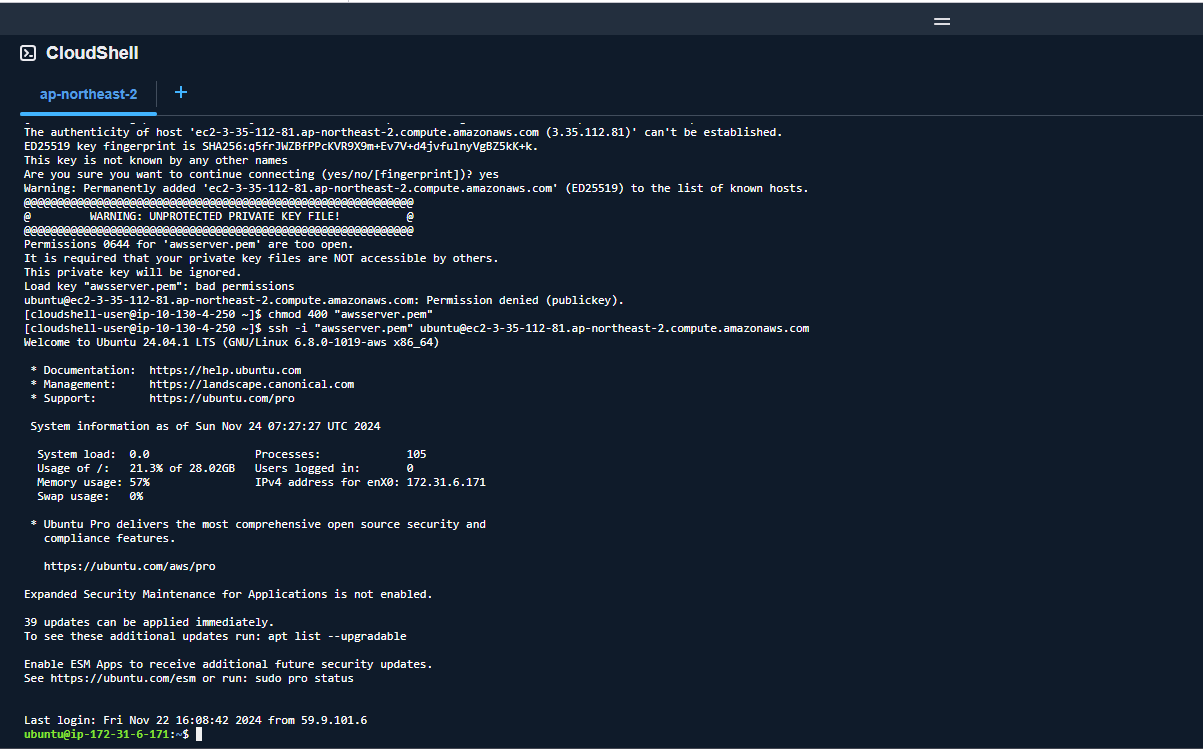 CloudShell
ap-northeast-2
The authenticity of host 'ec2-3-35-112-81.ap-northeast-2.compute.amazonaws.com (3.35.112.81)' can't be established.
ED25519 key fingerprint is SHA256:q5frJWZBfPPcKVR9X9m+Ev7V+d4jvfulnyVgBZ5kK+k.
This key is not known by any other names
Are you sure you want to continue connecting (yes/no/[fingerprint])? yes
Warning: Permanently added 'ec2-3-35-112-81.ap-northeast-2.compute.amazonaws.com' (ED25519) to the list of known hosts.
@@@@@@@@@@@@@@@@@@@@@@@@@@@@@@@@@@@@@@@@@@@@@@@@@@@@@@@@@@@
@         WARNING: UNPROTECTED PRIVATE KEY FILE!          @
@@@@@@@@@@@@@@@@@@@@@@@@@@@@@@@@@@@@@@@@@@@@@@@@@@@@@@@@@@@
Permissions 0644 for 'awsserver.pem' are too open.
It is required that your private key files are NOT accessible by others.
This private key will be ignored.
Load key "awsserver.pem": bad permissions
ubuntu@ec2-3-35-112-81.ap-northeast-2.compute.amazonaws.com: Permission denied (publickey).
[cloudshell-user@ip-10-130-4-250 ~]$ chmod 400 "awsserver.pem"
[cloudshell-user@ip-10-130-4-250 ~]$ ssh -i "awsserver.pem" ubuntu@ec2-3-35-112-81.ap-northeast-2.compute.amazonaws.com
Welcome to Ubuntu 24.04.1 LTS (GNU/Linux 6.8.0-1019-aws x86_64)
* Documentation:  https://help.ubuntu.com
* Management:     https://landscape.canonical.com
* Support:        https://ubuntu.com/pro
System information as of Sun Nov 24 07:27:27 UTC 2024
System load:  0.0                Processes:             105
Usage of /:   21.3% of 28.02GB   Users logged in:       0
Memory usage: 57%                IPv4 address for enX0: 172.31.6.171
Swap usage:   0%
* Ubuntu Pro delivers the most comprehensive open source security and
compliance features.
https://ubuntu.com/aws/pro
Expanded Security Maintenance for Applications is not enabled.
39 updates can be applied immediately.
To see these additional updates run: apt list --upgradable
Enable ESM Apps to receive additional future security updates.
See https://ubuntu.com/esm or run: sudo pro status
Last login: Fri Nov 22 16:08:42 2024 from 59.9.101.6
ubuntu@ip-172-31-6-171:~$